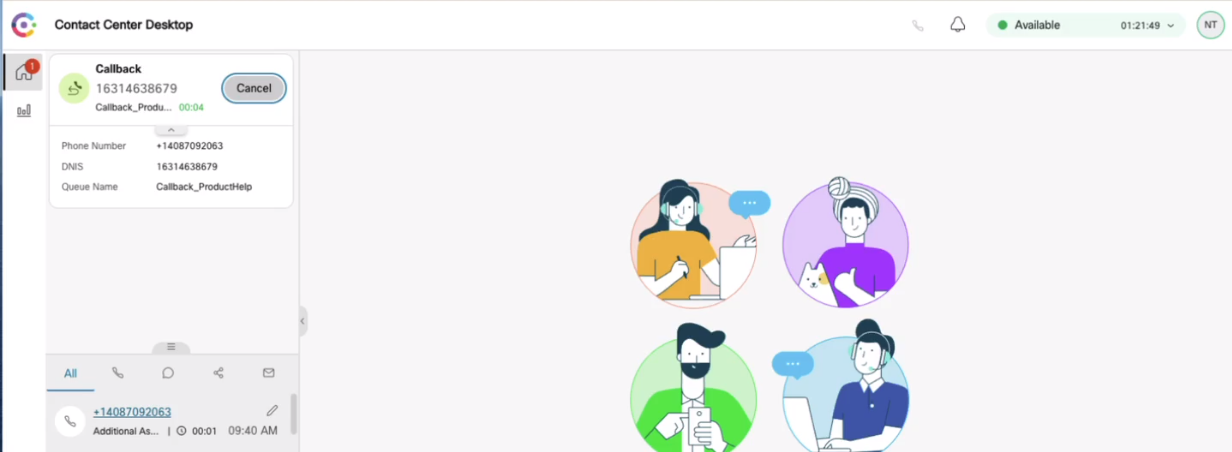 Contact Center Desktop
Available 01:21:49
NT
1
Callback
16314638679
Cancel
Callback_Produ... 00:04
Phone Number +14087092063
DNIS 16314638679
Queue Name Callback_ProductHelp
All
+14087092063
Additional As... | 00:01 09:40 AM